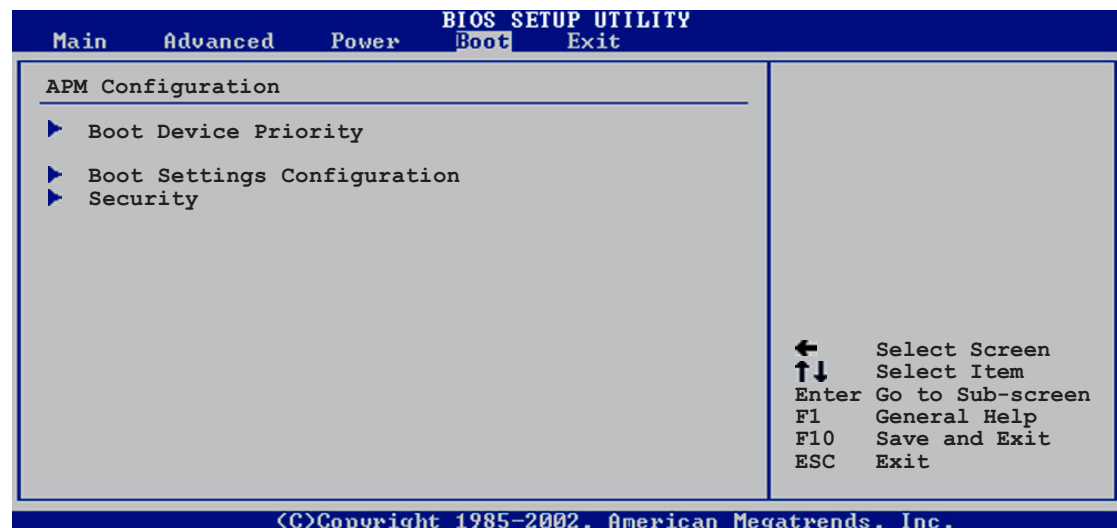 BIOS SETUP UTILITY
Main Advanced Power Boot Exit
APM Configuration
Boot Device Priority
Boot Settings Configuration
Security
← Select Screen
↑↓ Select Item
Enter Go to Sub-screen
F1 General Help
F10 Save and Exit
ESC Exit
(C)Copyright 1985-2002, American Megatrends, Inc.